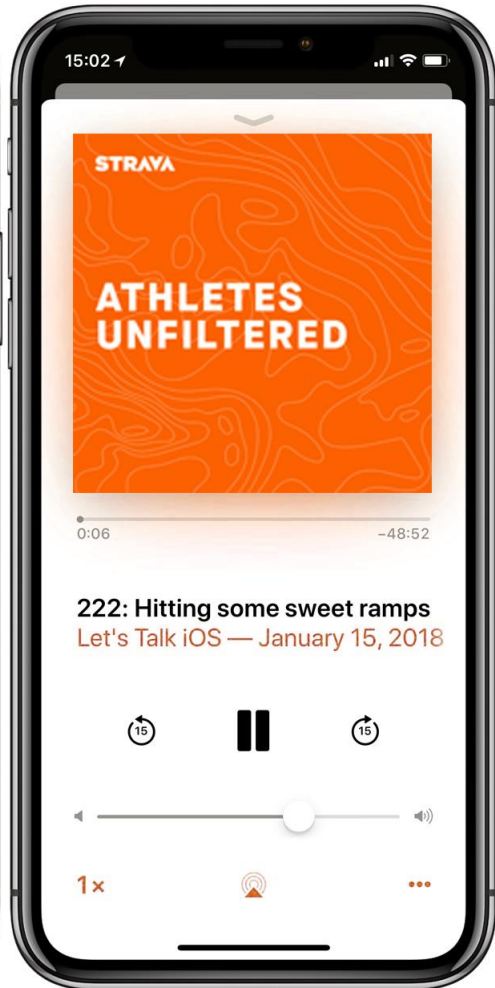 15:02
STRAVA
ATHLETES
UNFILTERED
0:06 -48:52
222: Hitting some sweet ramps
Let's Talk iOS — January 15, 2018
15 15
1×